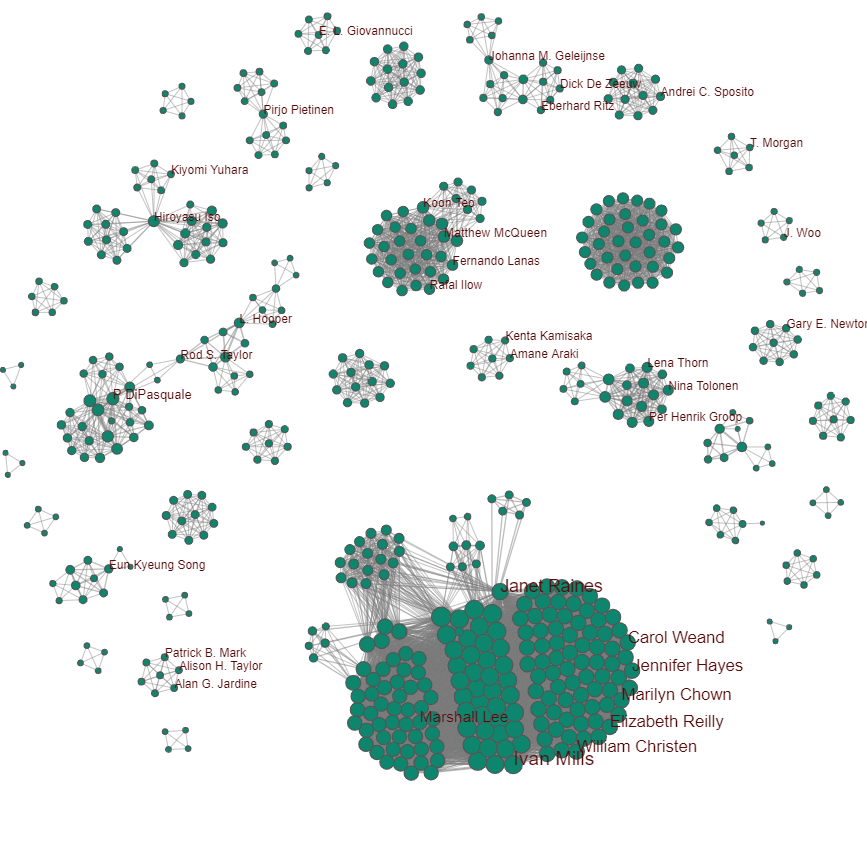 E. L. Giovannucci
Johanna M. Geleijnse
Dick De Zeeuw
Andrei C. Sposito
Eberhard Ritz
Pirjo Pietinen
T. Morgan
Kiyomi Yuhara
Koon Teo
Hiroyasu Iso
Matthew McQueen
J. Woo
Fernando Lanas
Rafal Ilow
L. Hooper
Gary E. Newton
Kenta Kamisaka
Rod S. Taylor
Amane Araki
Lena Thorn
Nina Tolonen
P DiPasquale
Per Henrik Groop
Eun Kyeung Song
Janet Raines
Carol Weand
Patrick B. Mark
Alison H. Taylor
Jennifer Hayes
Alan G. Jardine
Marilyn Chown
Marshall Lee
Elizabeth Reilly
William Christen
Ivan Mills